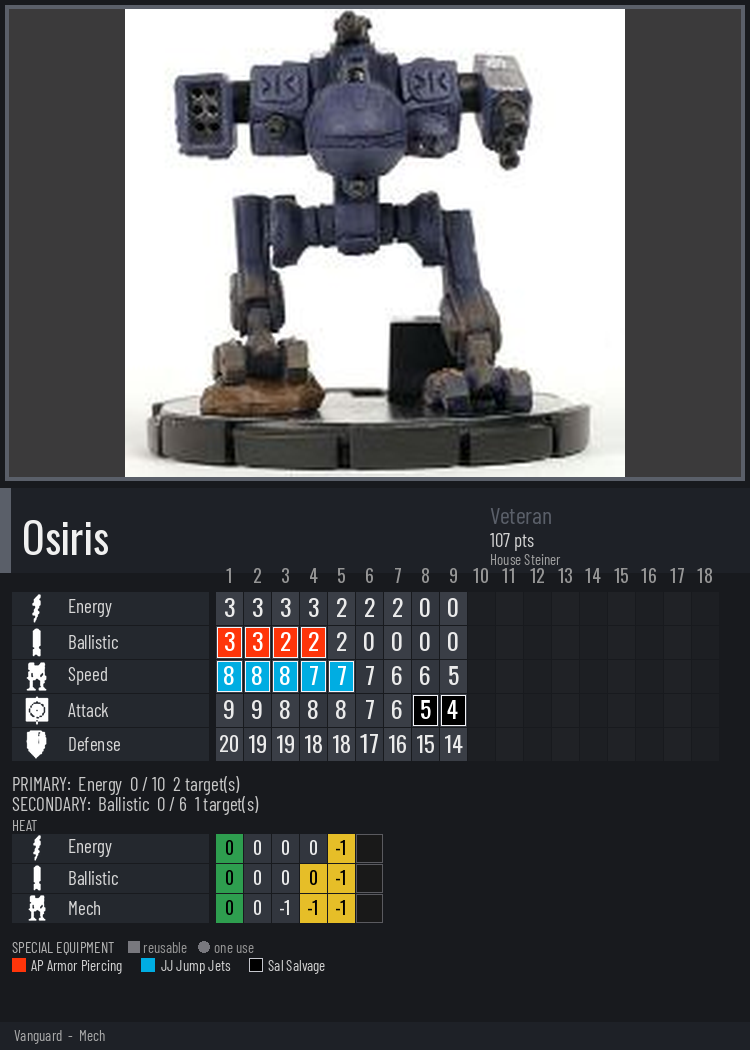 Osiris
Veteran
107 pts
House Steiner
1 2 3 4 5 6 7 8 9 10 11 12 13 14 15 16 17 18
Energy 3 3 3 3 2 2 2 0 0
Ballistic 3 3 2 2 2 0 0 0 0
Speed 8 8 8 7 7 7 6 6 5
Attack 9 9 8 8 8 7 6 5 4
Defense 20 19 19 18 18 17 16 15 14
PRIMARY: Energy 0 / 10 2 target(s)
SECONDARY: Ballistic 0 / 6 1 target(s)
HEAT
Energy 0 0 0 0 -1
Ballistic 0 0 0 0 -1
Mech 0 0 -1 -1 -1
SPECIAL EQUIPMENT reusable one use
AP Armor Piercing JJ Jump Jets Sal Salvage
Vanguard - Mech